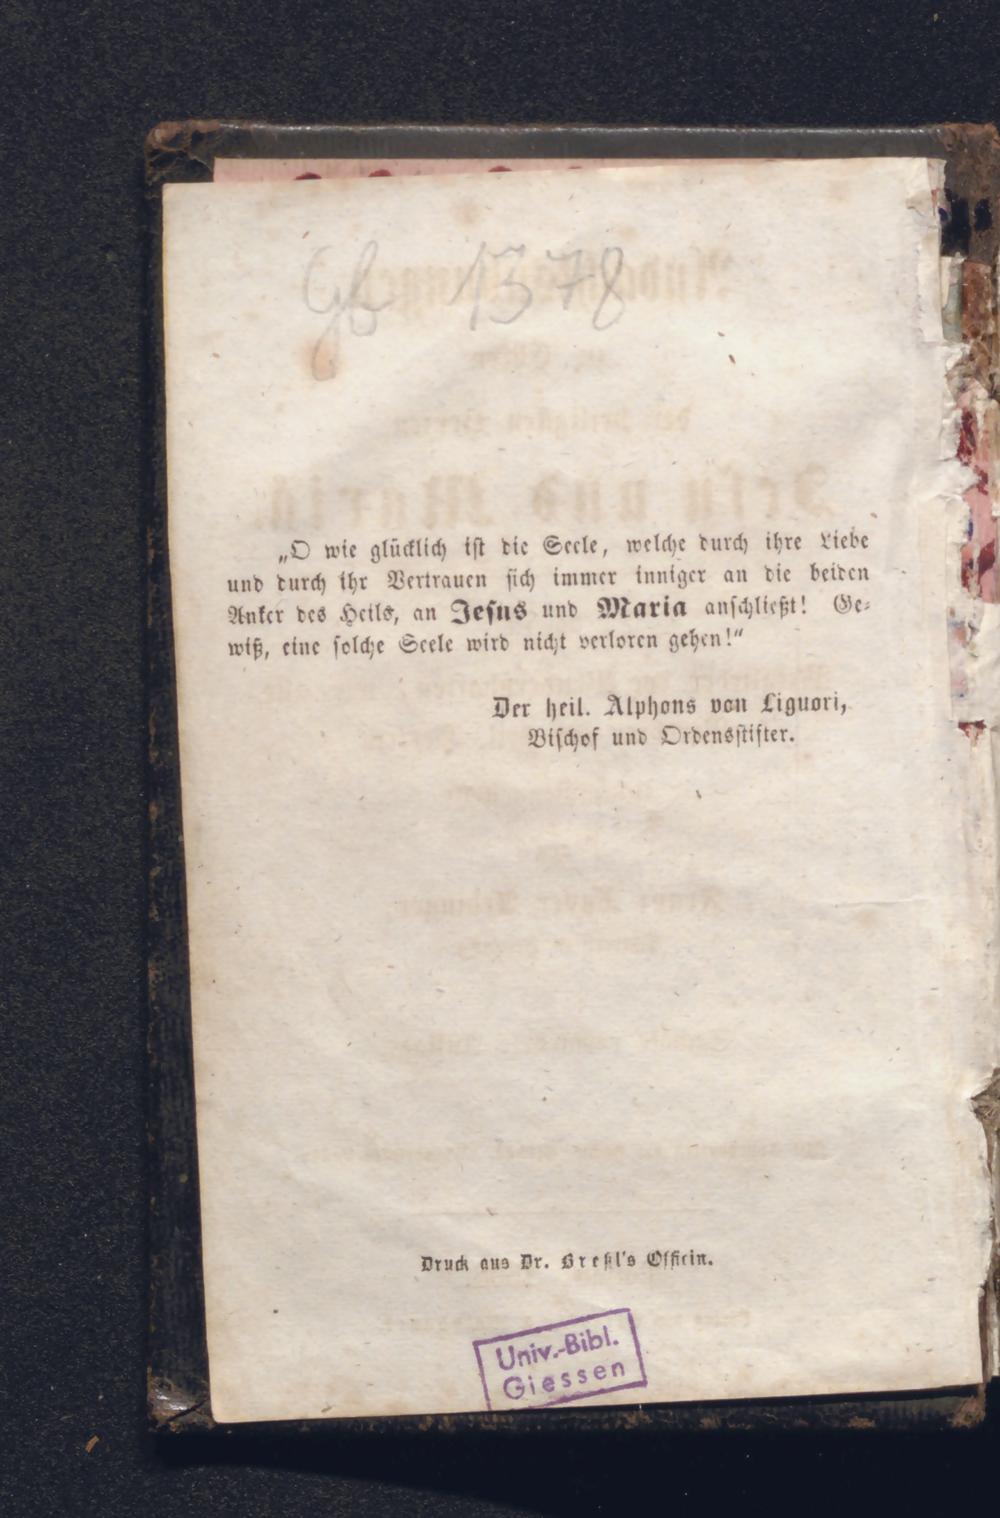 Gb 1378
„O wie glücklich ist die Seele, welche durch ihre Liebe
und durch ihr Vertrauen sich immer inniger an die beiden
Anker des Heils, an Jesus und Maria anschließt! Ge-
wiß, eine solche Seele wird nicht verloren gehen!“
Der heil. Alphons von Liguori,
Bischof und Ordensstifter.
Druck aus Dr. Breßl's Officin.
Univ.-Bibl.
Giessen